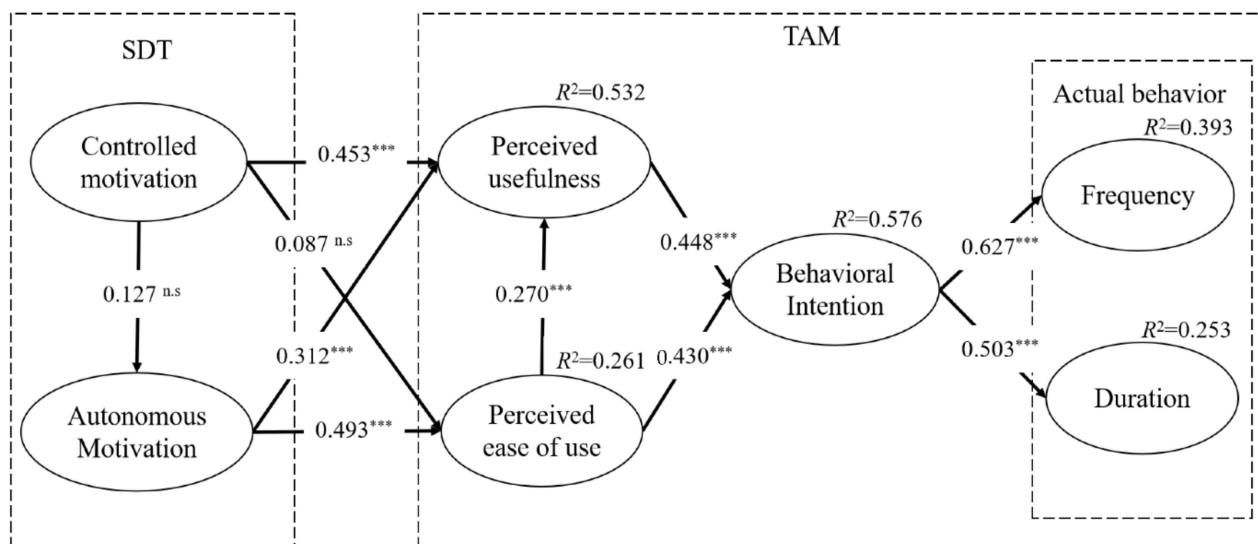 SDT
TAM
Controlled
motivation
0.453***
R²=0.532
Perceived
usefulness
Actual behavior
R²=0.393
Frequency
0.087 n.s
0.127 n.s
0.270***
0.448***
R²=0.576
Behavioral
Intention
0.627***
0.312***
R²=0.261
0.430***
0.503***
R²=0.253
Autonomous
Motivation
0.493***
Perceived
ease of use
Duration